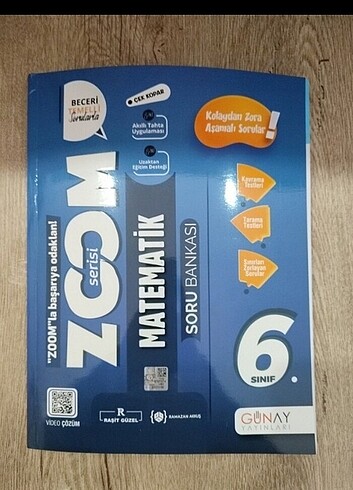 BECERİ
TEMELLİ
Sorularla
ÇEK KOPAR
Akıllı Tahta
Uygulaması
Uzaktan
Eğitim Desteği
Kolaydan Zora
Aşamalı Sorular!
"ZOOM"la başarıya odaklan!
ZOOM
serisi
MATEMATİK
SORU BANKASI
Kavrama
Testleri
Tarama
Testleri
Sınırları
Zorlayan
Sorular
6.
SINIF
VİDEO ÇÖZÜM
R
RAŞİT GÜZEL
RAMAZAN AKKUŞ
GÜNAY
YAYINLARI